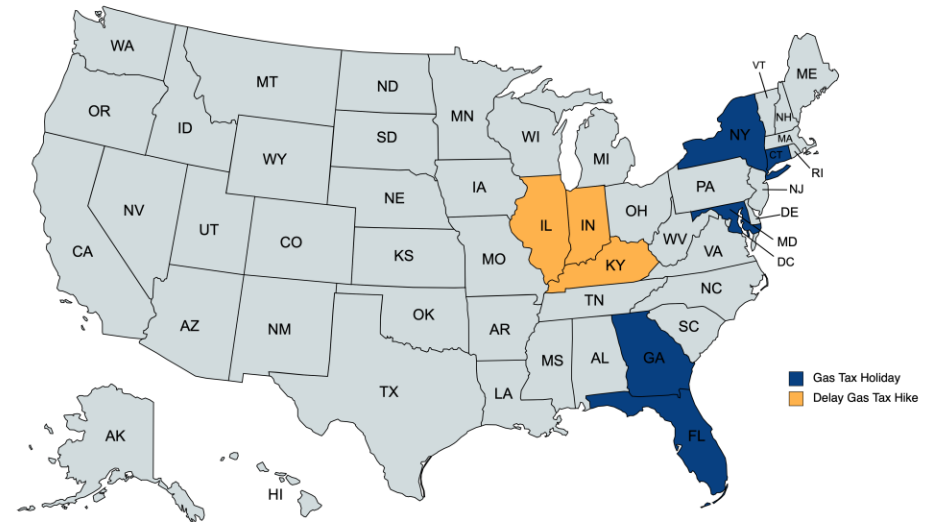 WA
MT
ND
MN
VT
ME
OR
ID
SD
WI
MI
NY
NH
MA
CT
RI
WY
IA
PA
NJ
NE
NV
UT
CO
IL
IN
OH
DE
MD
DC
CA
KS
MO
KY
WV
VA
AZ
NM
OK
AR
TN
NC
SC
MS
AL
GA
TX
LA
FL
AK
HI
Gas Tax Holiday
Delay Gas Tax Hike